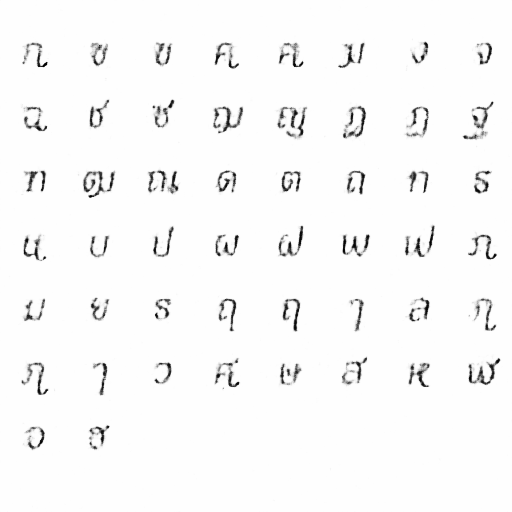 ก ข ฃ ค ฅ ฆ ง จ
ฉ ช ซ ฌ ญ ฎ ฏ ฐ
ฑ ฒ ณ ด ต ถ ท ธ
น บ ป ผ ฝ พ ฟ ภ
ม ย ร ฤ ฤ ๅ ล ฦ
ฦ ๅ ว ศ ษ ส ห ฬ
อ ฮ